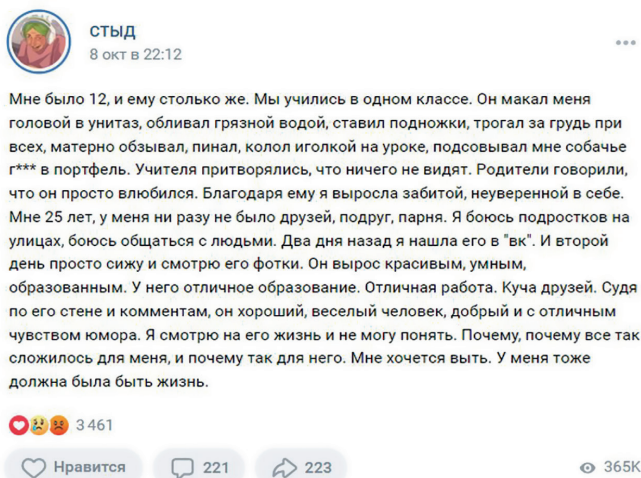 СТЫД
8 окт в 22:12
Мне было 12, и ему столько же. Мы учились в одном классе. Он макал меня
головой в унитаз, обливал грязной водой, ставил подножки, трогал за грудь при
всех, матерно обзывал, пинал, колол иголкой на уроке, подсовывал мне собачье
г*** в портфель. Учителя притворялись, что ничего не видят. Родители говорили,
что он просто влюбился. Благодаря ему я выросла забитой, неуверенной в себе.
Мне 25 лет, у меня ни разу не было друзей, подруг, парня. Я боюсь подростков на
улицах, боюсь общаться с людьми. Два дня назад я нашла его в "вк". И второй
день просто сижу и смотрю его фотки. Он вырос красивым, умным,
образованным. У него отличное образование. Отличная работа. Куча друзей. Судя
по его стене и комментам, он хороший, веселый человек, добрый и с отличным
чувством юмора. Я смотрю на его жизнь и не могу понять. Почему, почему все так
сложилось для меня, и почему так для него. Мне хочется выть. У меня тоже
должна была быть жизнь.
3 461
Нравится 221 223 365K